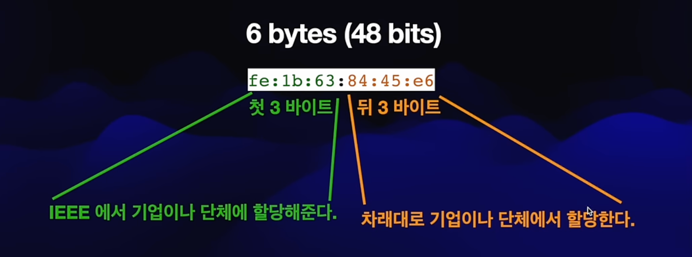 6 bytes (48 bits)
fe:1b:63:84:45:e6
첫 3 바이트 뒤 3 바이트
IEEE 에서 기업이나 단체에 할당해준다.
차래대로 기업이나 단체에서 할당한다.